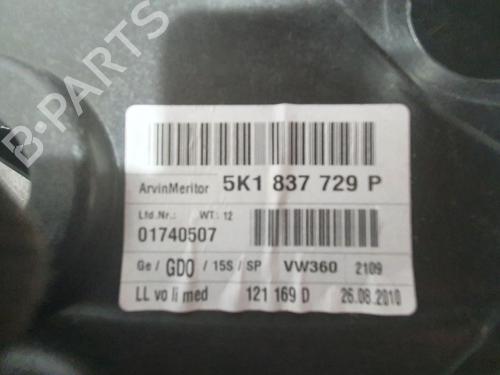 B-PARTS
ArvinMeritor 5K1 837 729 P
Lfd.Nr.: WT: 12
01740507
Ge / GDO / 15S / SP VW360 2109
LL vo li med 121 169 D 26.08.2010